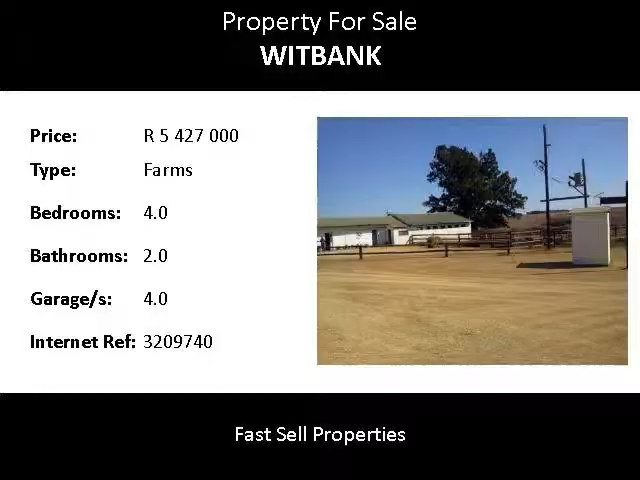 Property For Sale
WITBANK
Price: R 5 427 000
Type: Farms
Bedrooms: 4.0
Bathrooms: 2.0
Garage/s: 4.0
Internet Ref: 3209740
Fast Sell Properties